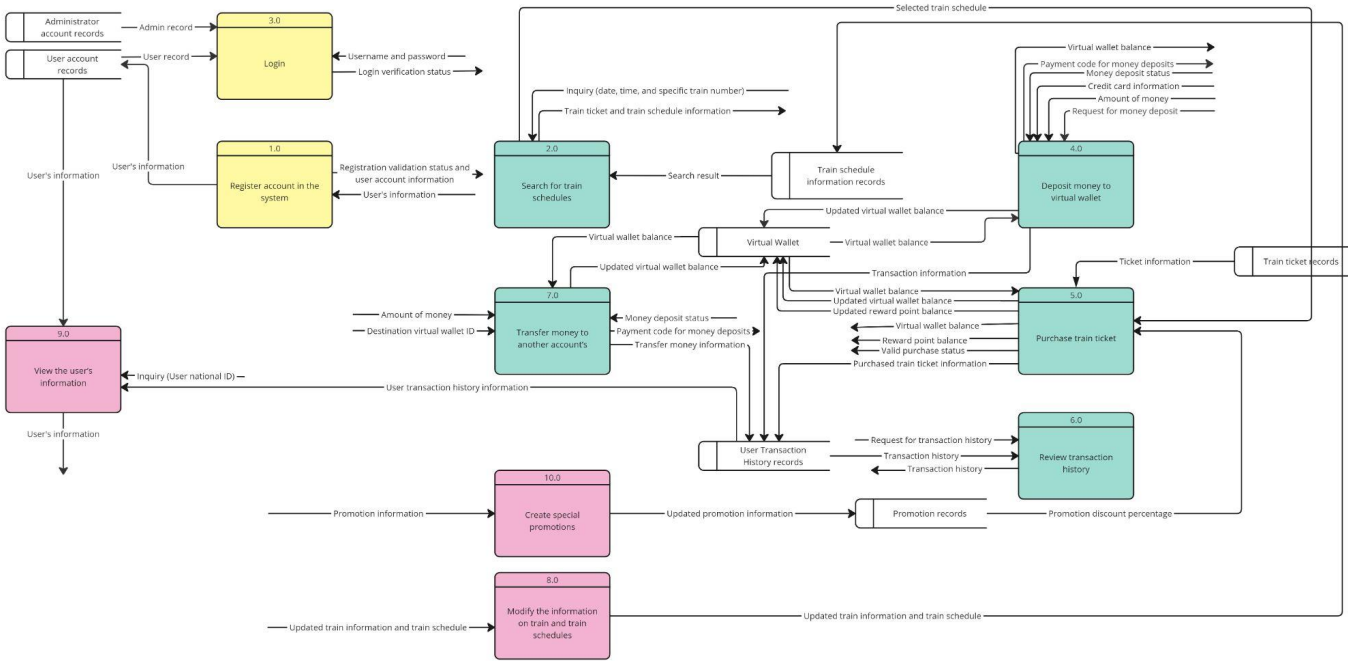 Selected train schedule
Administrator
account records
Admin record
3.0
Login
User account
records
User record
Username and password
Login verification status
Virtual wallet balance
Payment code for money deposits
Money deposit status
Credit card information
Amount of money
Request for money deposit
Inquiry (date, time, and specific train number)
Train ticket and train schedule information
User's information
User's information
1.0
Register account in the
system
Registration validation status and
user account information
User's information
2.0
Search for train
schedules
Search result
Train schedule
information records
4.0
Deposit money to
virtual wallet
Updated virtual wallet balance
Virtual wallet balance
Virtual Wallet
Virtual wallet balance
Updated virtual wallet balance
Transaction information
Ticket information
Train ticket records
7.0
Transfer money to
another account's
Amount of money
Destination virtual wallet ID
Money deposit status
Payment code for money deposits
Transfer money information
Virtual wallet balance
Updated virtual wallet balance
Updated reward point balance
Virtual wallet balance
Reward point balance
Valid purchase status
Purchased train ticket information
5.0
Purchase train ticket
9.0
View the user's
information
Inquiry (User national ID)
User transaction history information
User's information
User Transaction
History records
Request for transaction history
Transaction history
Transaction history
6.0
Review transaction
history
10.0
Create special
promotions
Promotion information
Updated promotion information
Promotion records
Promotion discount percentage
8.0
Modify the information
on train and train
schedules
Updated train information and train schedule
Updated train information and train schedule